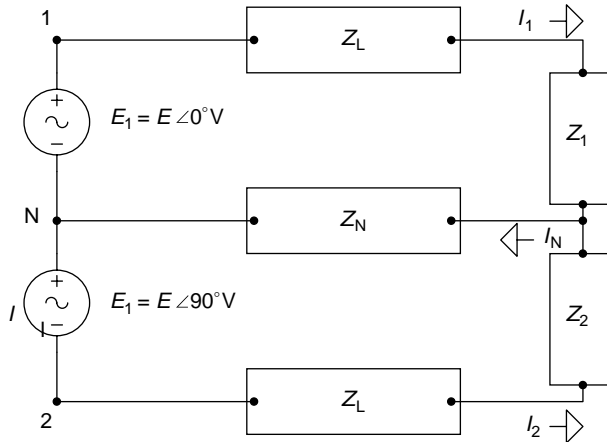 1
Z_L
I_1
+
E_1 = E∠0°V
−
Z_1
N
Z_N
I_N
+
E_1 = E∠90°V
I
I −
Z_2
2
Z_L
I_2